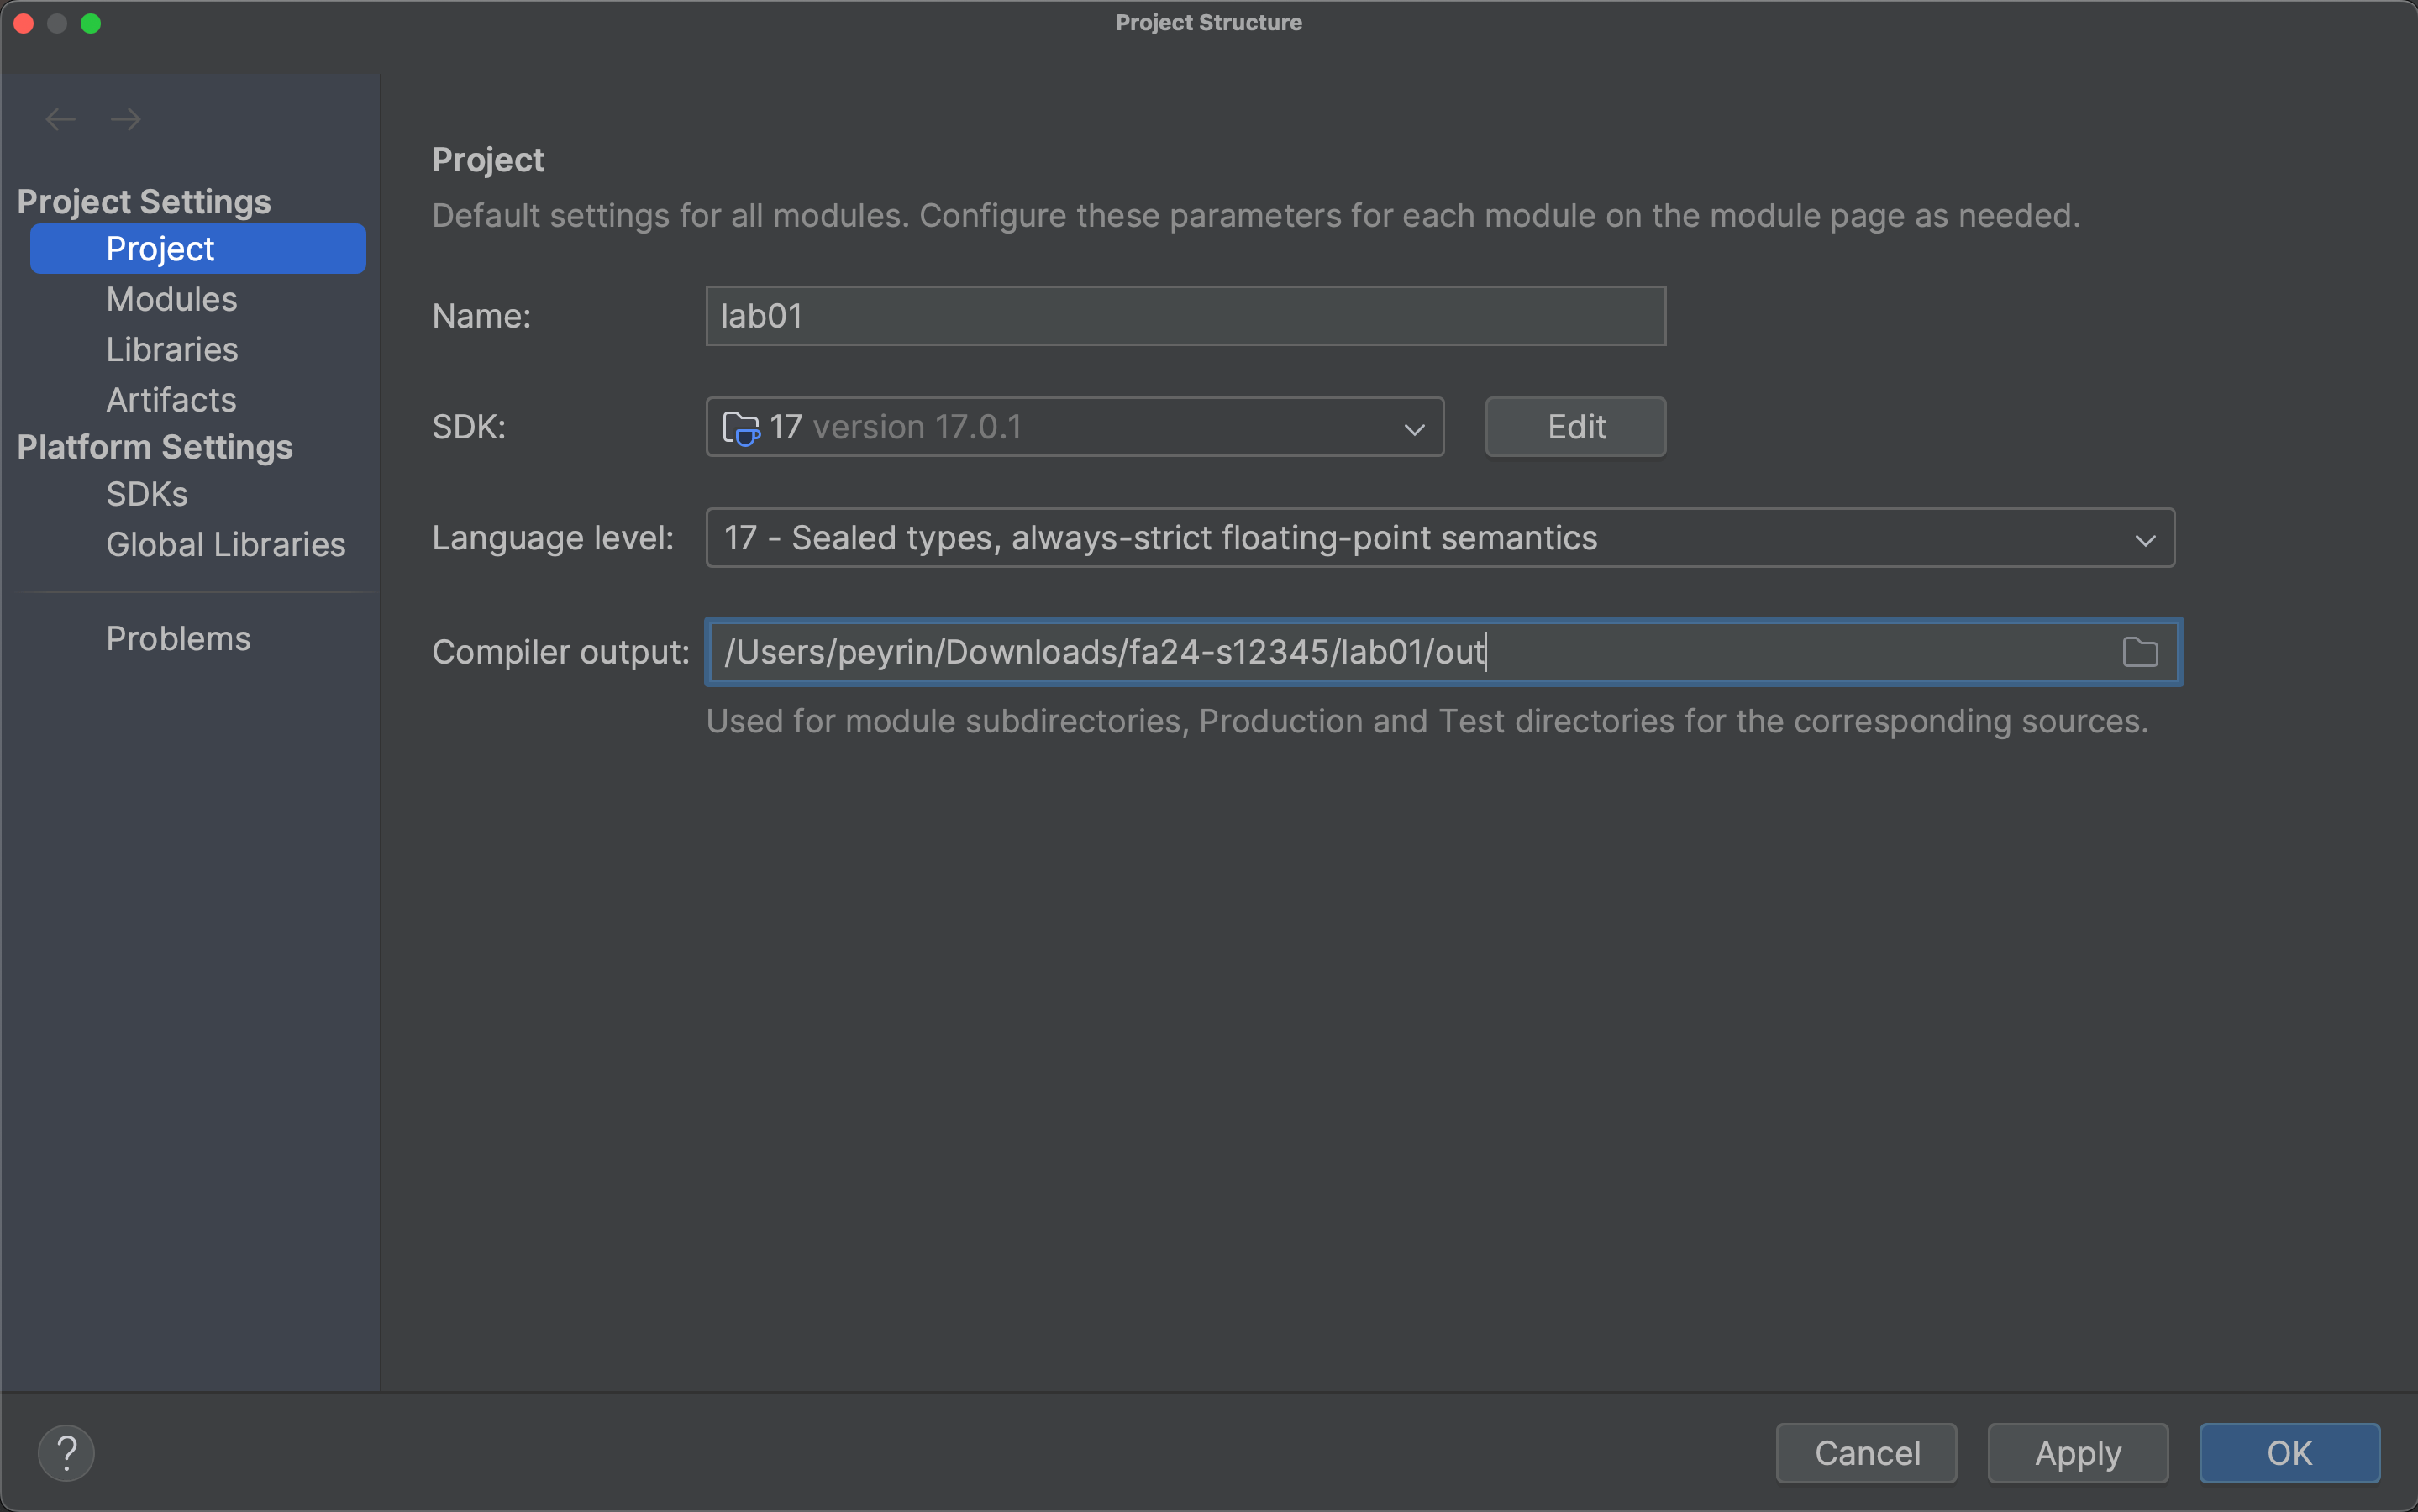 Project Structure
Project Settings
Project
Modules
Libraries
Artifacts
Platform Settings
SDKs
Global Libraries
Problems
Project
Default settings for all modules. Configure these parameters for each module on the module page as needed.
Name: lab01
SDK: 17 version 17.0.1 Edit
Language level: 17 - Sealed types, always-strict floating-point semantics
Compiler output: /Users/peyrin/Downloads/fa24-s12345/lab01/out
Used for module subdirectories, Production and Test directories for the corresponding sources.
? Cancel Apply OK